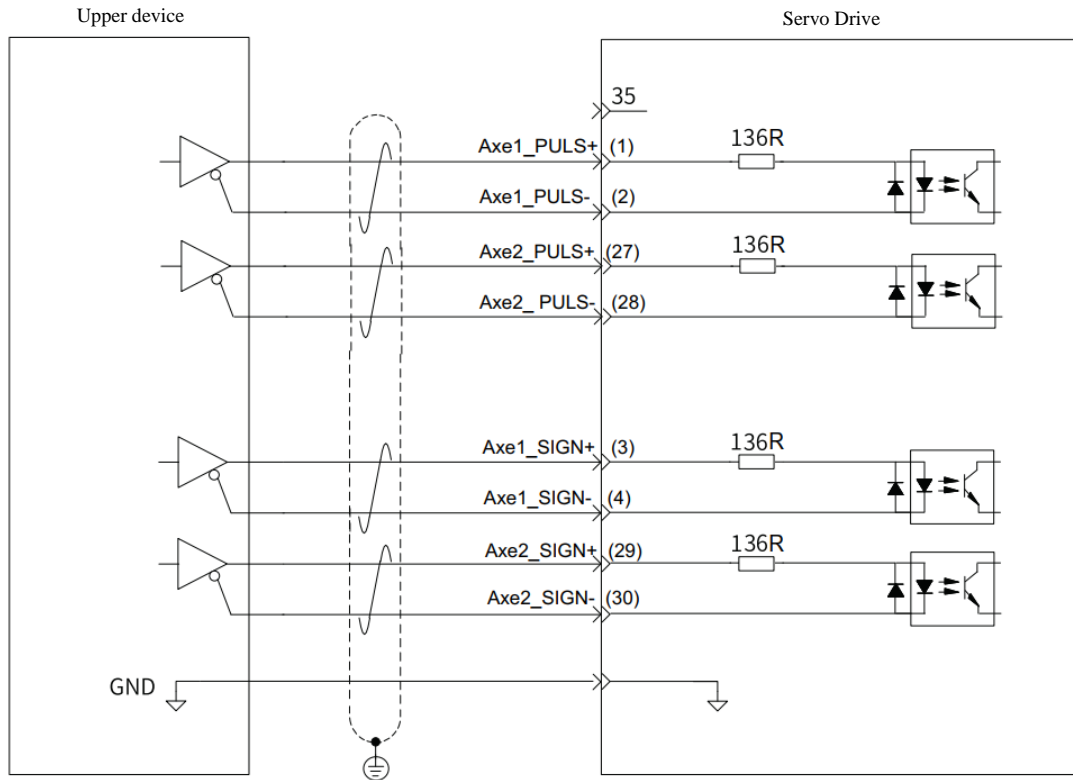 Upper device
Servo Drive
35
Axe1_PULS+ (1) 136R
Axe1_PULS- (2)
Axe2_PULS+ (27) 136R
Axe2_ PULS- (28)
Axe1_SIGN+ (3) 136R
Axe1_SIGN- (4)
Axe2_SIGN+ (29) 136R
Axe2_SIGN- (30)
GND